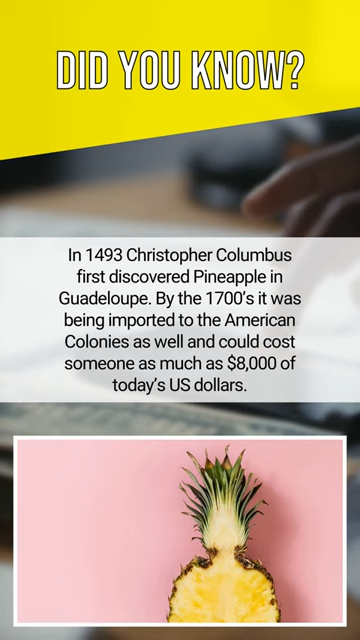 DID YOU KNOW?
In 1493 Christopher Columbus
first discovered Pineapple in
Guadeloupe. By the 1700's it was
being imported to the American
Colonies as well and could cost
someone as much as $8,000 of
today's US dollars.